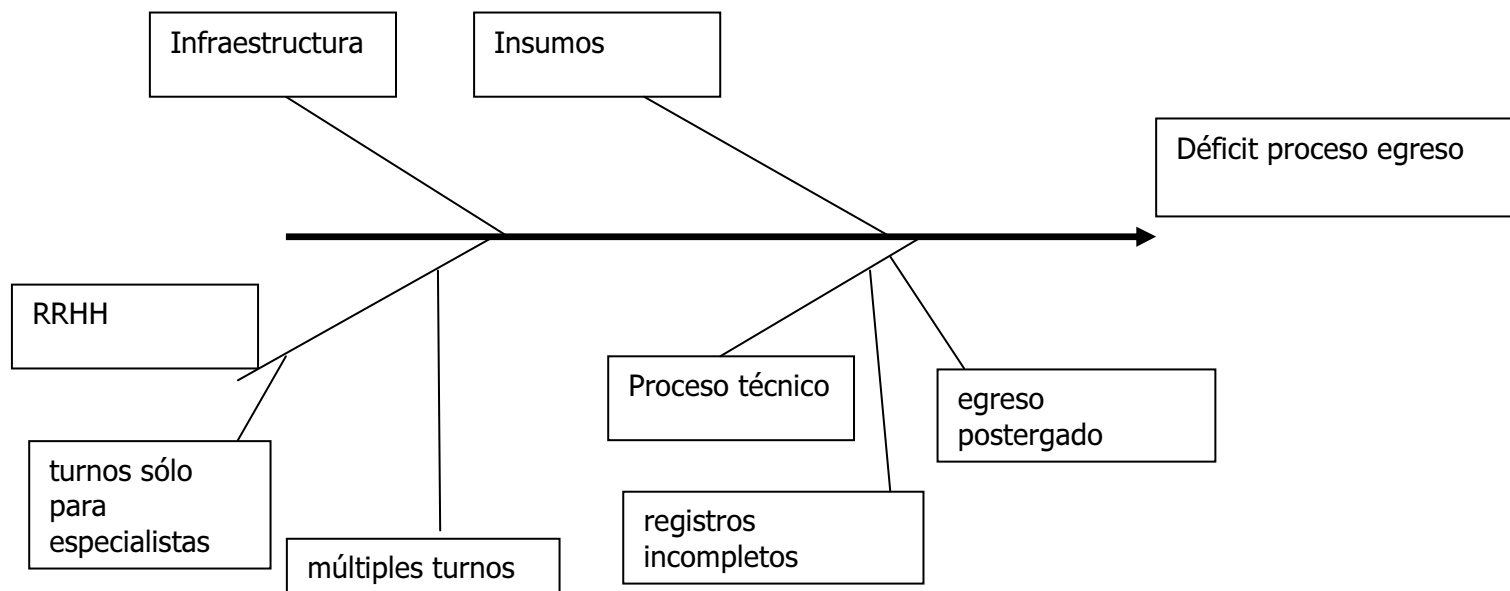 Infraestructura
Insumos
Déficit proceso egreso
RRHH
Proceso técnico
egreso
postergado
turnos sólo
para
especialistas
registros
incompletos
múltiples turnos